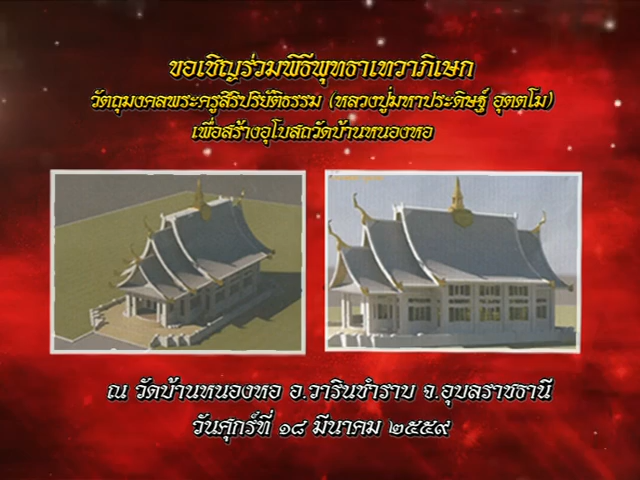 ขอเชิญร่วมพิธีพุทธาเทวาภิเษก
วัตถุมงคลพระครูสิริปริยัติธรรม (หลวงปู่มหาประดิษฐ์ อุตตโม)
เพื่อสร้างอุโบสถวัดบ้านหนองหอ
ณ วัดบ้านหนองหอ อ.วารินชำราบ จ.อุบลราชธานี
วันศุกร์ที่ ๑๘ มีนาคม ๒๕๕๙